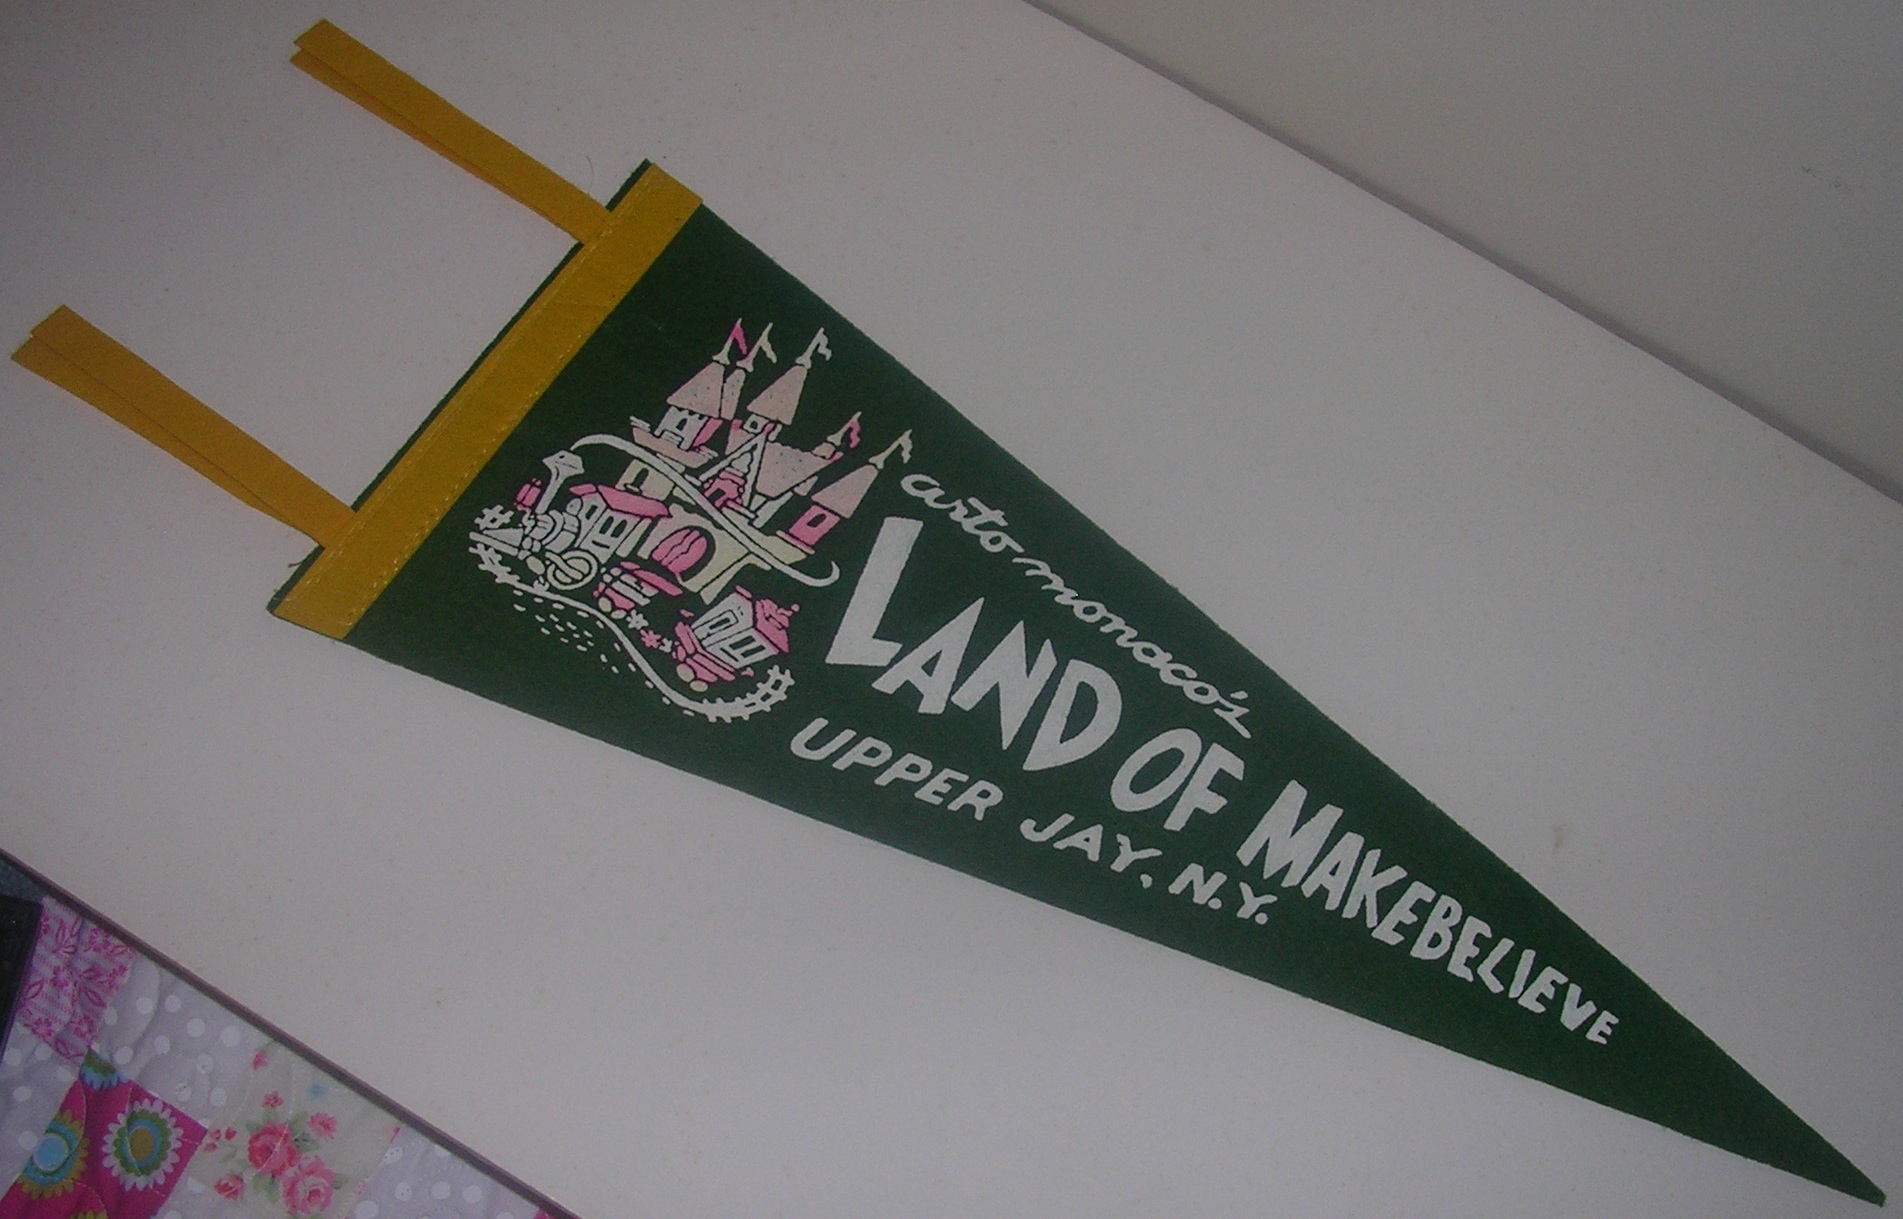 arto monaco's
LAND OF MAKEBELIEVE
UPPER JAY, N.Y.